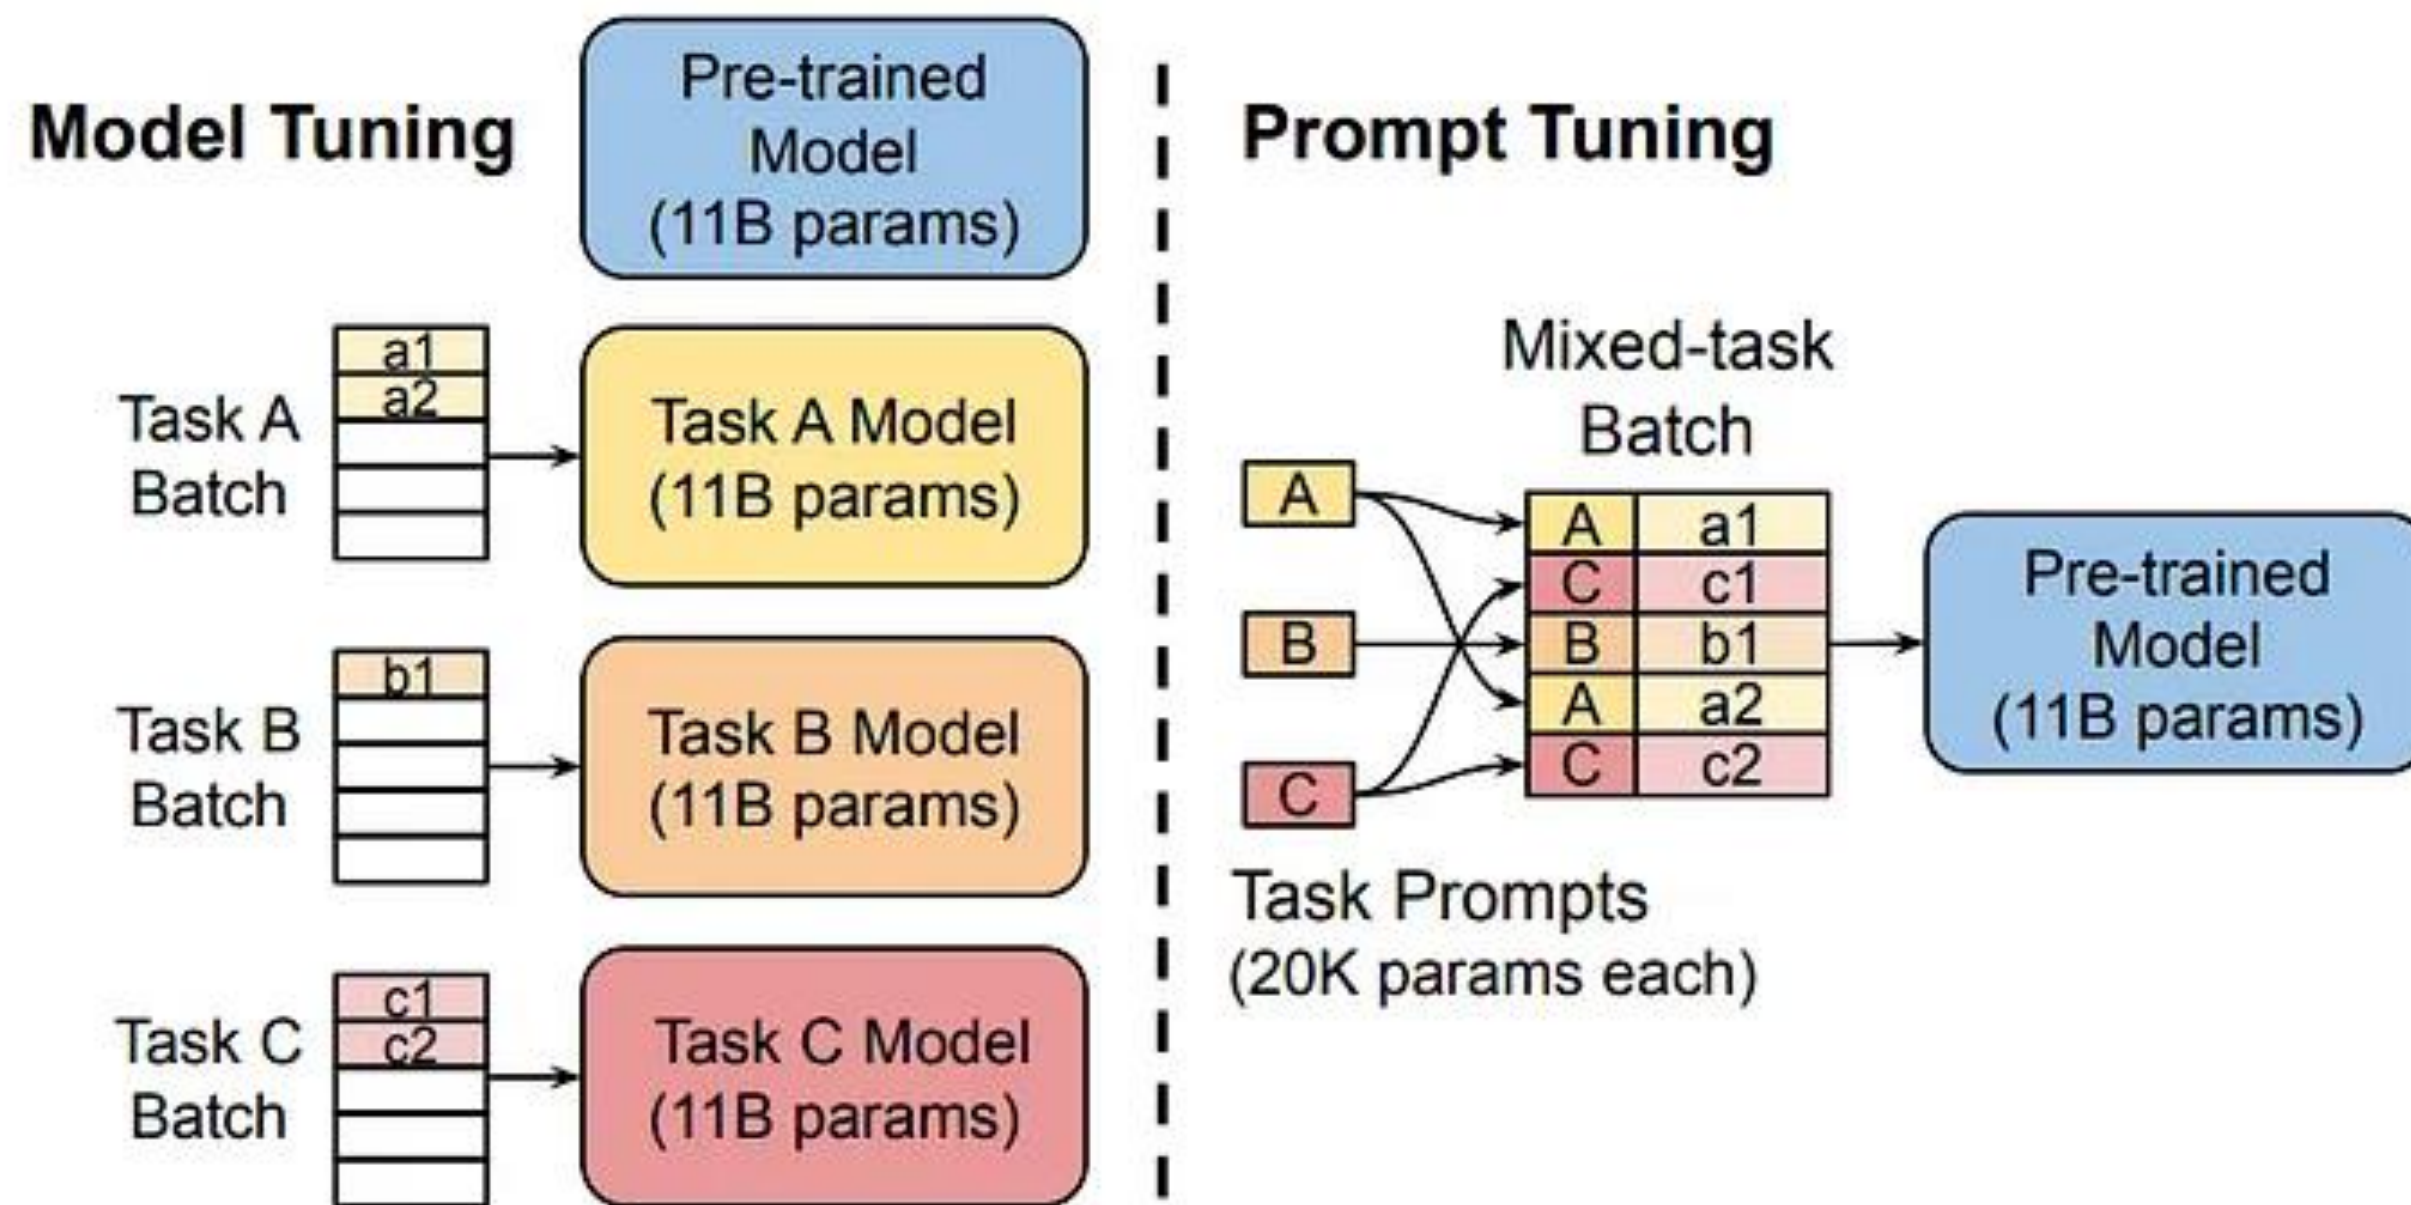 Model Tuning
Pre-trained
Model
(11B params)
a1
a2
Task A
Batch
Task A Model
(11B params)
b1
Task B
Batch
Task B Model
(11B params)
c1
c2
Task C
Batch
Task C Model
(11B params)
Prompt Tuning
Mixed-task
Batch
A
B
C
A a1
C c1
B b1
A a2
C c2
Pre-trained
Model
(11B params)
Task Prompts
(20K params each)